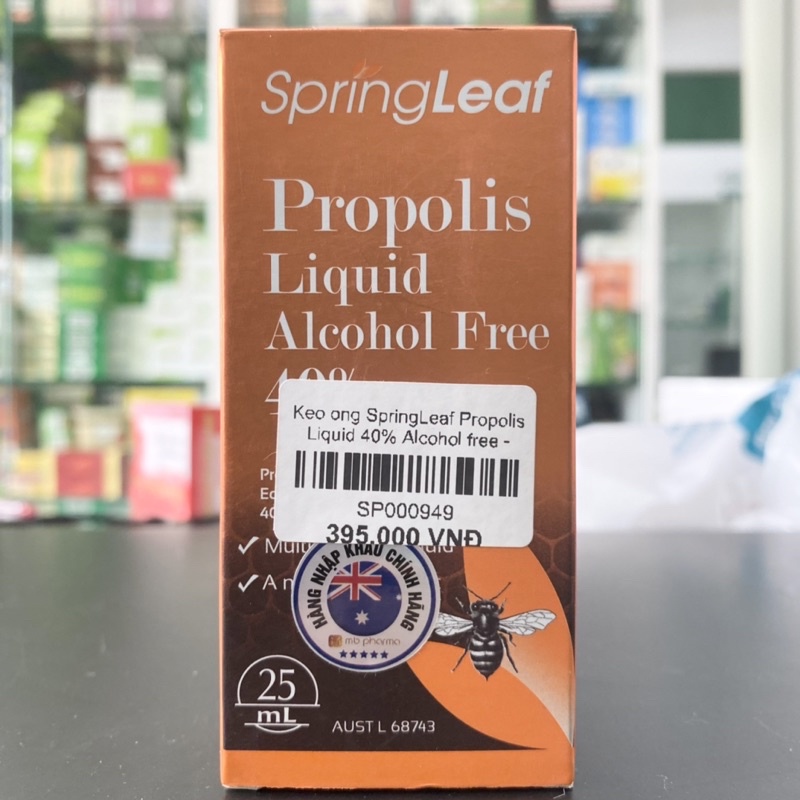 SpringLeaf
Propolis
Liquid
Alcohol Free
40%
Keo ong SpringLeaf Propolis
Liquid 40% Alcohol free -
SP000949
395.000 VNĐ
HÀNG NHẬP KHẨU CHÍNH HÃNG
mb pharma
25
mL
AUST L 68743